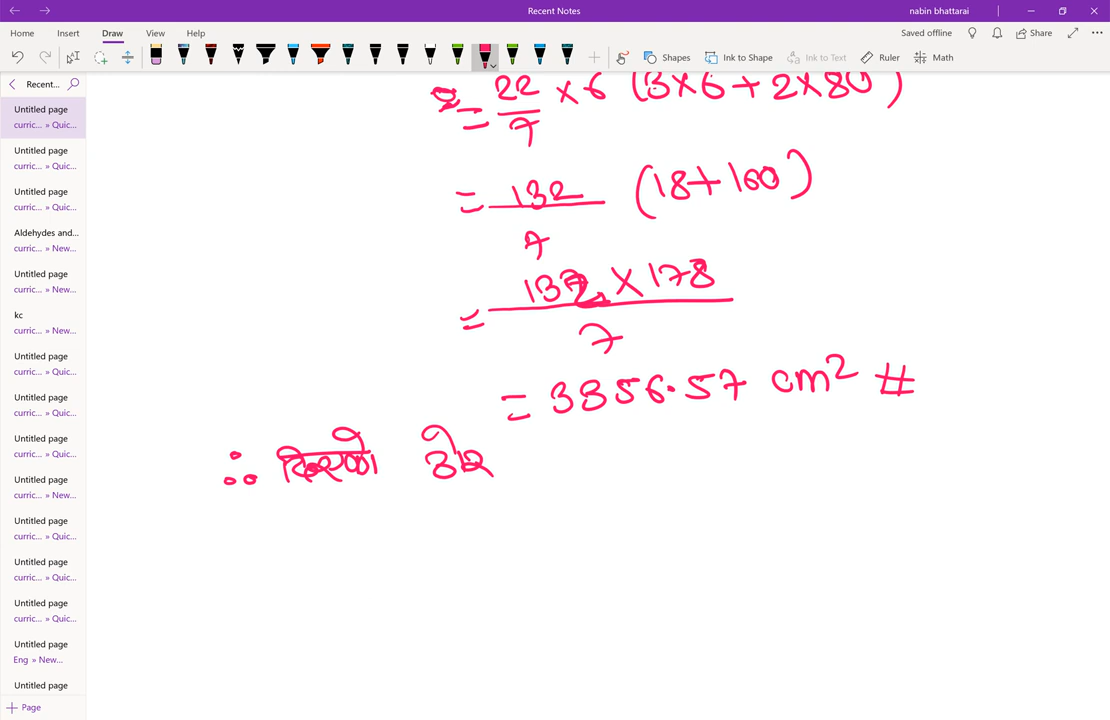 Recent Notes
nabin bhattarai
Home Insert Draw View Help
Saved offline
Share
Shapes
Ink to Shape
Ink to Text
Ruler
Math
Recent...
Untitled page
curric... » Quic...
Untitled page
curric... » Quic...
Untitled page
curric... » Quic...
Aldehydes and...
curric... » New...
Untitled page
curric... » New...
kc
curric... » New...
Untitled page
curric... » Quic...
Untitled page
curric... » Quic...
Untitled page
curric... » Quic...
Untitled page
curric... » New...
Untitled page
curric... » Quic...
Untitled page
curric... » Quic...
Untitled page
curric... » Quic...
Untitled page
Eng » New...
Untitled page
Page
= 22/7 × 6 (3×6 + 2×80)
= 132/7 (18+160)
= 132 × 178 / 7
= 3356.57 cm² #
∴